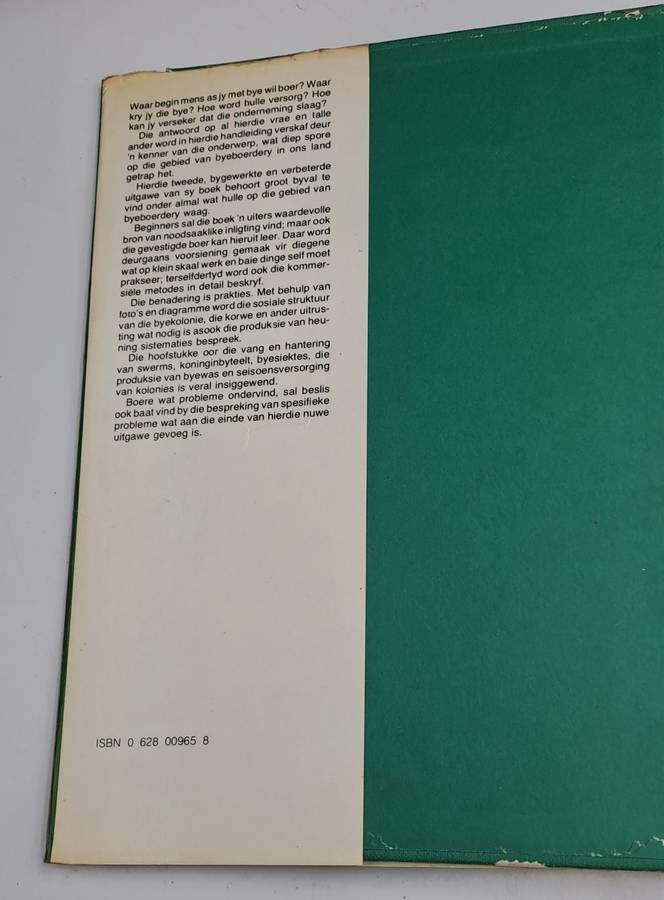 Waar begin mens as jy met bye wil boer? Waar
kry jy die bye? Hoe word hulle versorg? Hoe
kan jy verseker dat die onderneming slaag?
Die antwoord op al hierdie vrae en talle
ander word in hierdie handleiding verskaf deur
'n kenner van die onderwerp, wat diep spore
op die gebied van byeboerdery in ons land
getrap het.
Hierdie tweede, bygewerkte en verbeterde
uitgawe van sy boek behoort groot byval te
vind onder almal wat hulle op die gebied van
byeboerdery waag.
Beginners sal die boek 'n uiters waardevolle
bron van noodsaaklike inligting vind; maar ook
die gevestigde boer kan hieruit leer. Daar word
deurgaans voorsiening gemaak vir diegene
wat op klein skaal werk en baie dinge self moet
prakseer; terselfdertyd word ook die kommer-
siële metodes in detail beskryf.
Die benadering is prakties. Met behulp van
foto's en diagramme word die sosiale struktuur
van die byekolonie, die korwe en ander uitrus-
ting wat nodig is asook die produksie van heu-
ning sistematies bespreek.
Die hoofstukke oor die vang en hantering
van swerms, koninginbyteelt, byesiektes, die
produksie van byewas en seisoensversorging
van kolonies is veral insiggewend.
Boere wat probleme ondervind, sal beslis
ook baat vind by die bespreking van spesifieke
probleme wat aan die einde van hierdie nuwe
uitgawe gevoeg is.
ISBN 0 628 00965 8